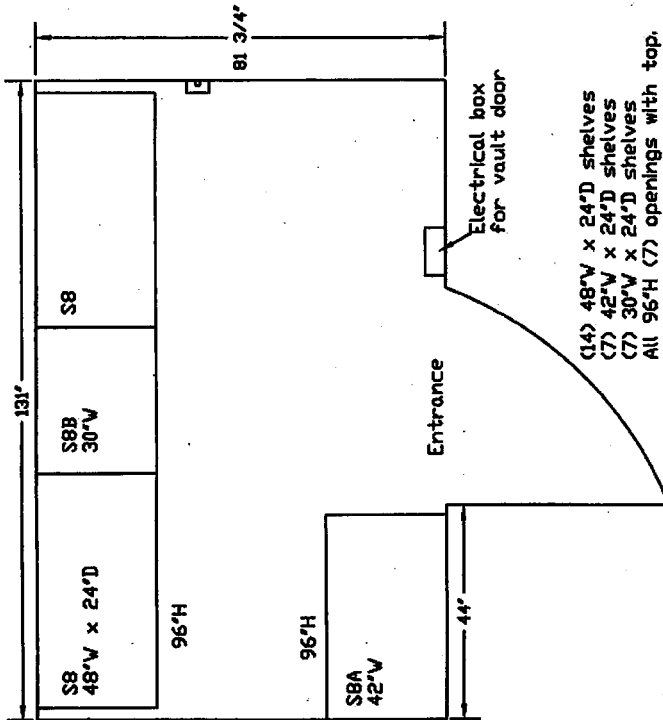 131"
81 3/4"
S8
48"W x 24"D
S8B
30"W
S8
96"H
96"H
S8A
42"W
44"
Entrance
Electrical box
for vault door
(14) 48"W x 24"D shelves
(7) 42"W x 24"D shelves
(7) 30"W x 24"D shelves
All 96"H (7) openings with top.